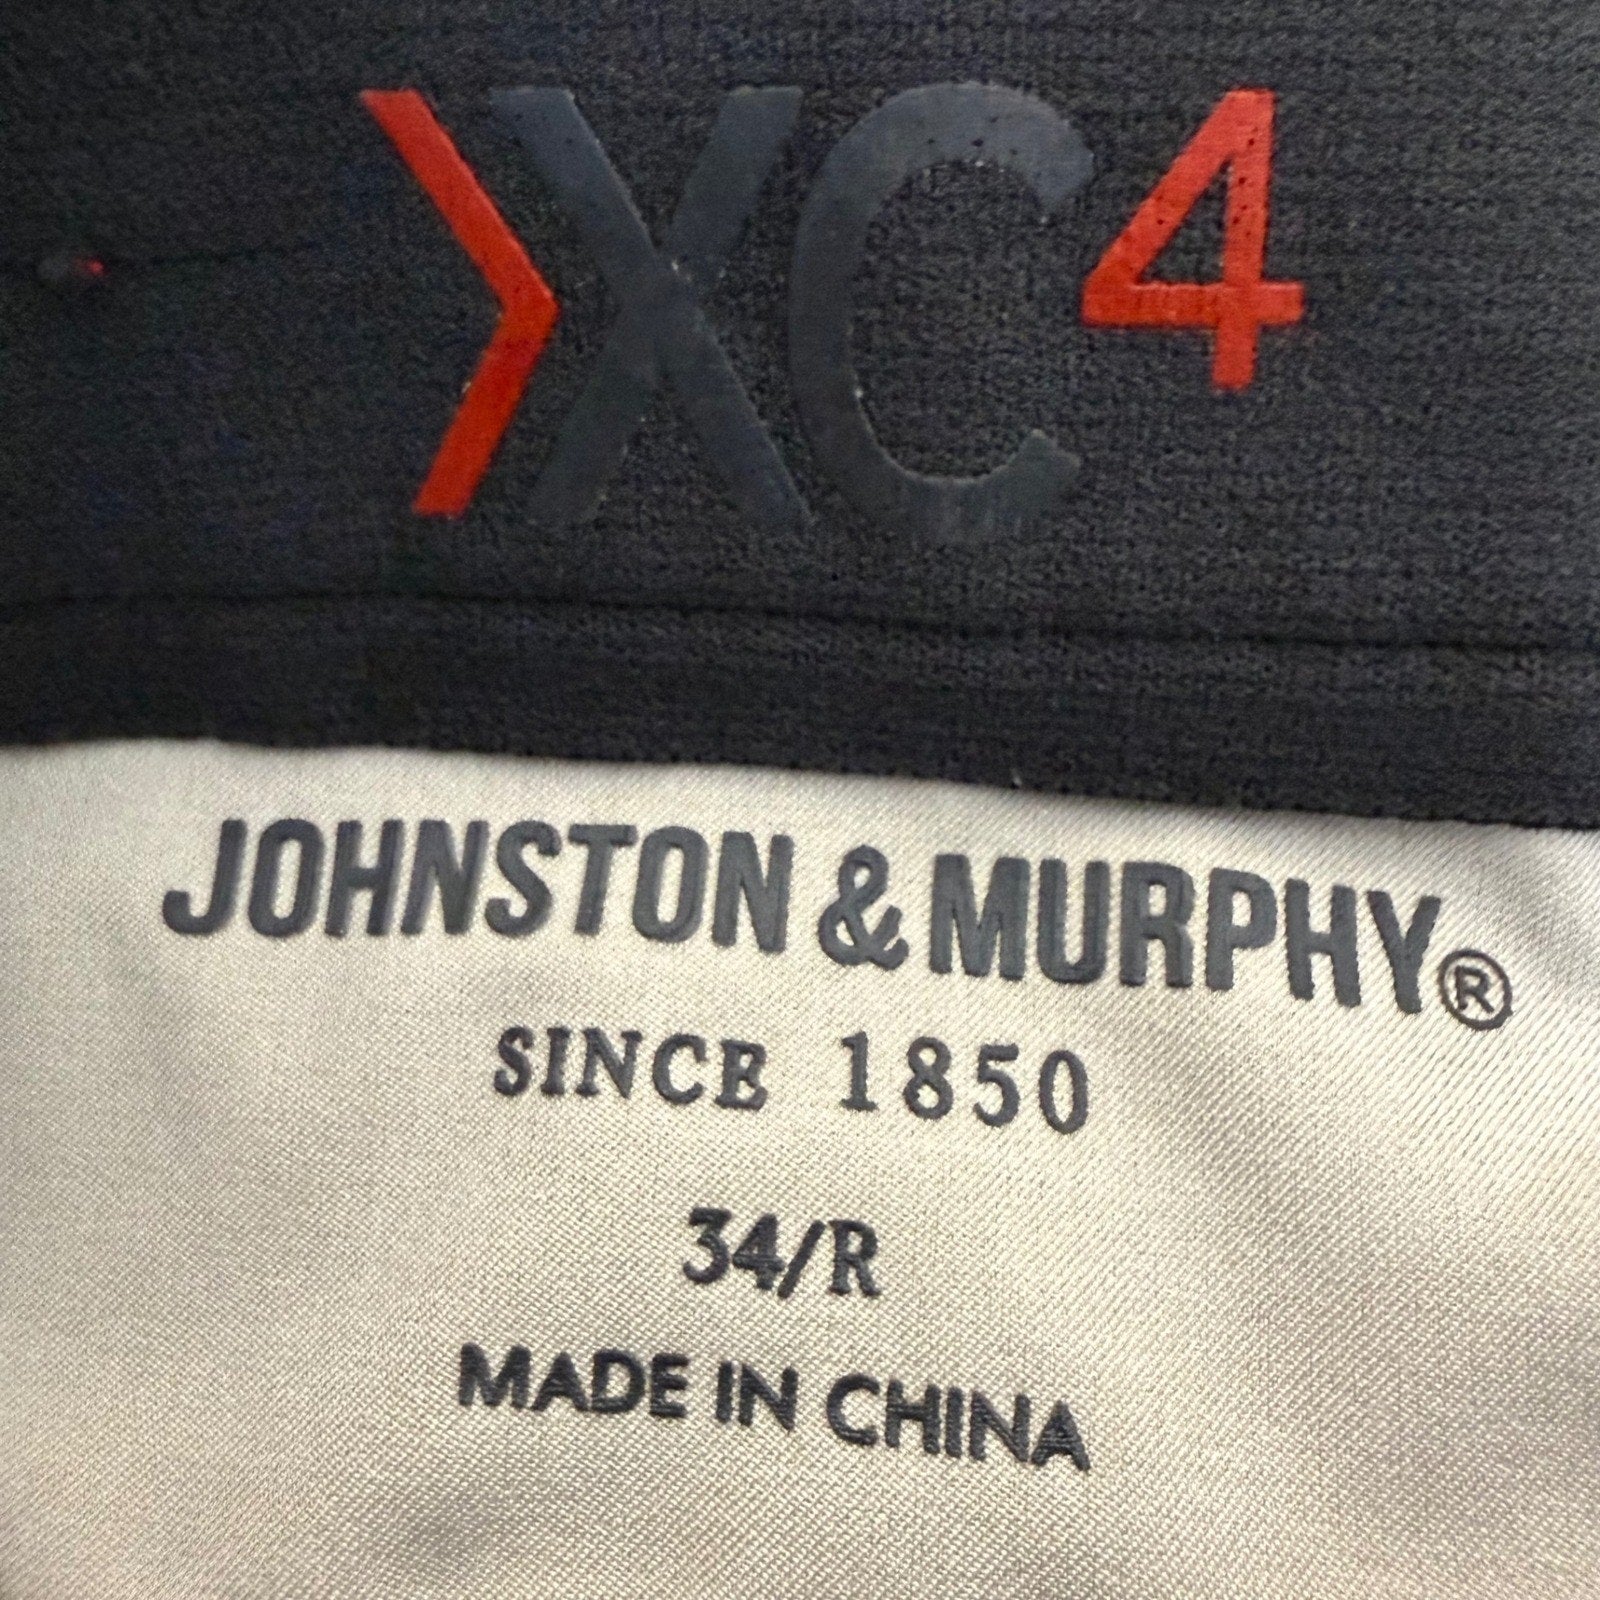 XC4
JOHNSTON & MURPHY®
SINCE 1850
34/R
MADE IN CHINA